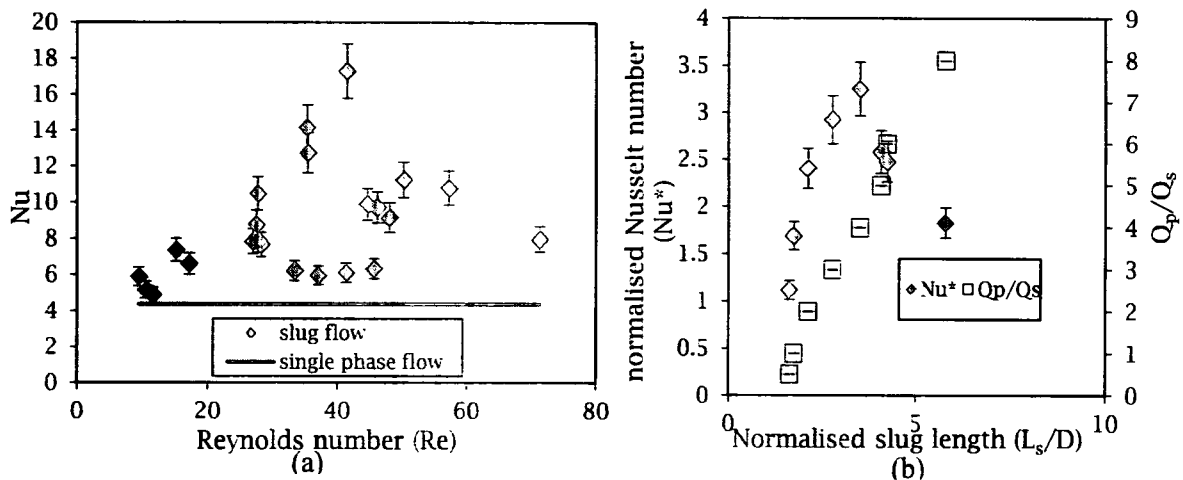 20
18
16
14
12
10
8
6
4
2
0
Nu
slug flow
single phase flow
0 20 40 60 80
Reynolds number (Re)
(a)
4
3.5
3
2.5
2
1.5
1
0.5
0
normalised Nusselt number
(Nu*)
9
8
7
6
5
4
3
2
1
0
Qp/Qs
Nu* Qp/Qs
0 5 10
Normalised slug length (Ls/D)
(b)